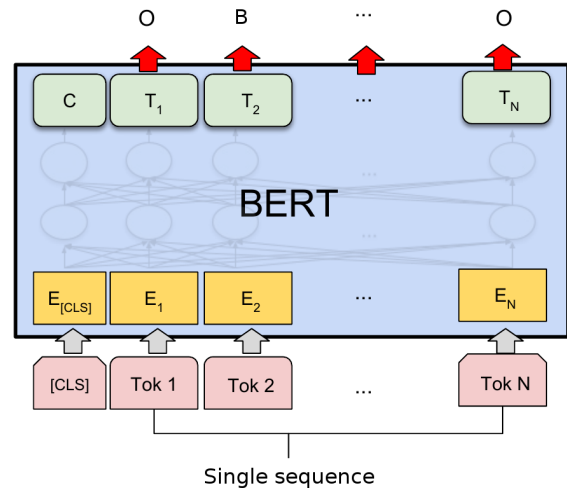 O B ... O
C T1 T2 ... TN
...
BERT
...
E[CLS] E1 E2 ... EN
[CLS] Tok 1 Tok 2 ... Tok N
Single sequence